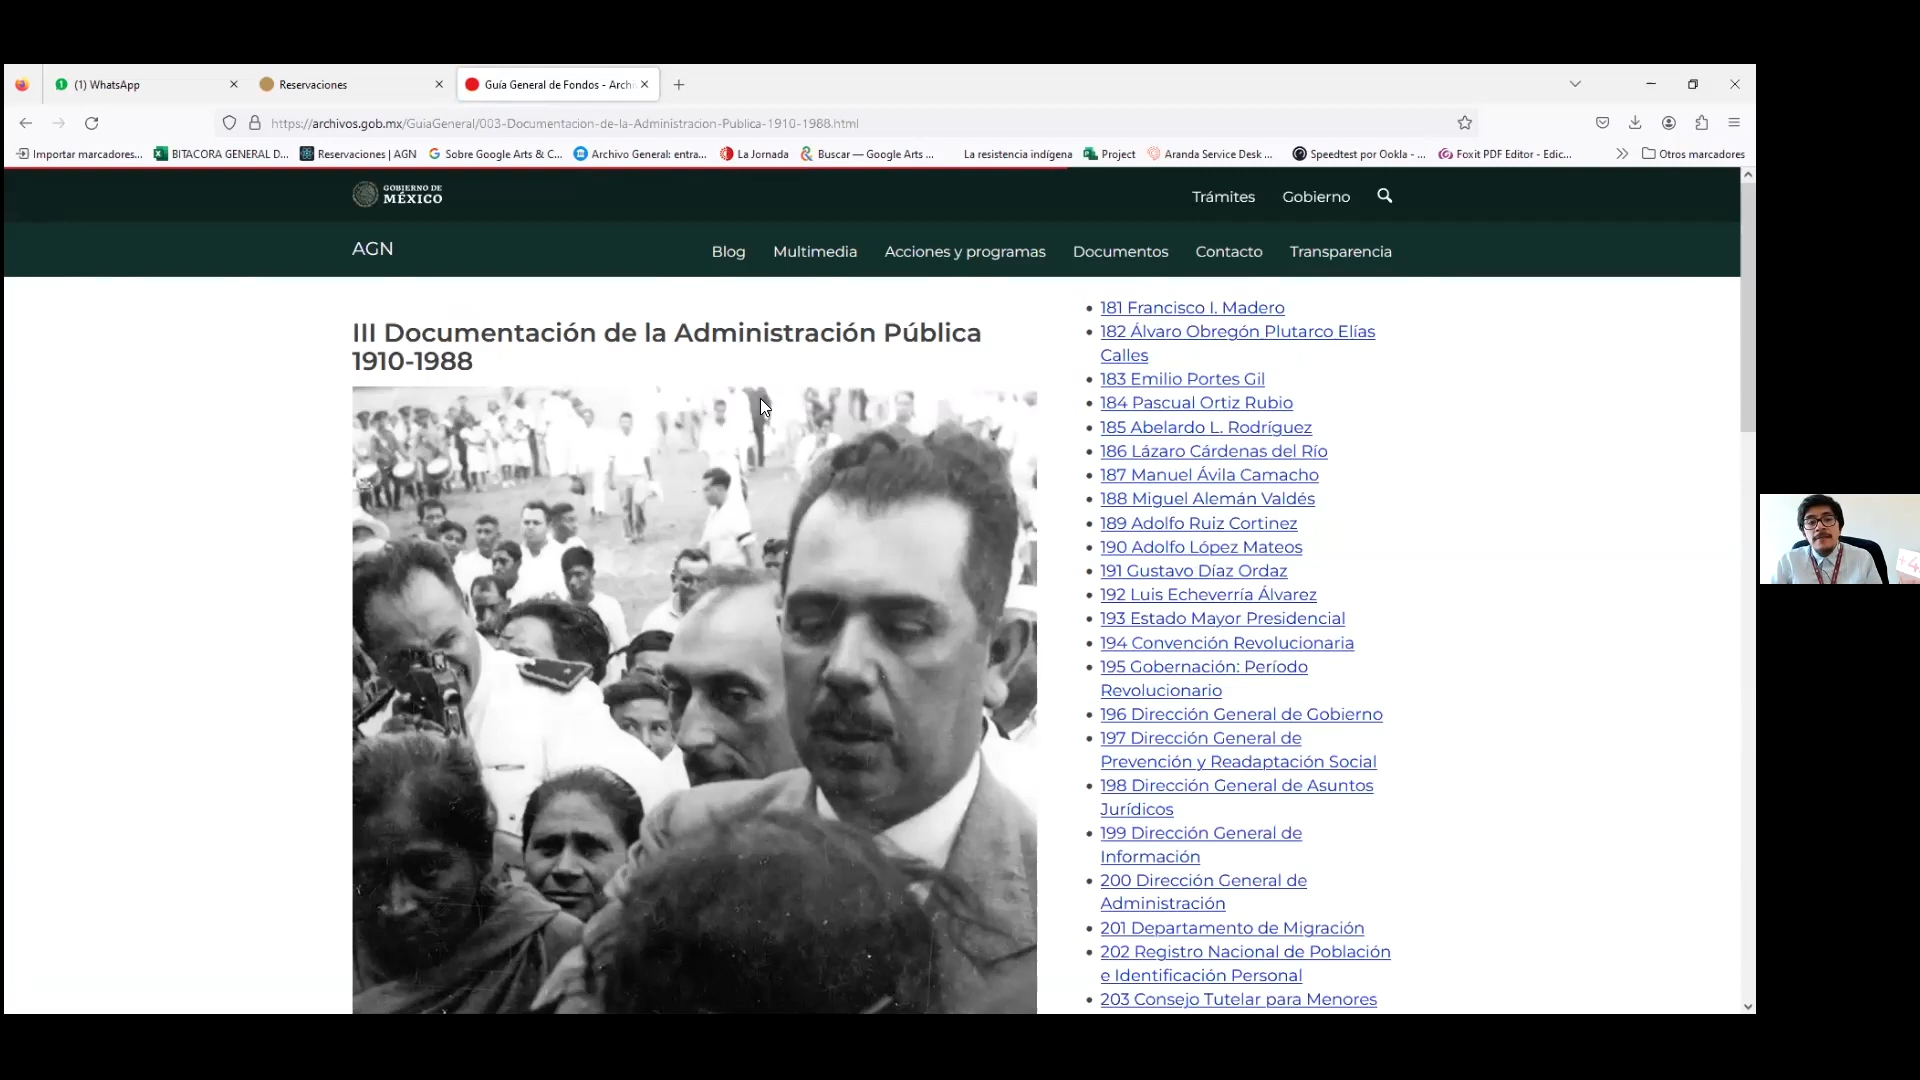 (1) WhatsApp
Reservaciones
Guía General de Fondos - Archi
https://archivos.gob.mx/GuiaGeneral/003-Documentacion-de-la-Administracion-Publica-1910-1988.html
Importar marcadores...
BITACORA GENERAL D...
Reservaciones | AGN
Sobre Google Arts & C...
Archivo General: entra...
La Jornada
Buscar — Google Arts ...
La resistencia indígena
Project
Aranda Service Desk ...
Speedtest por Ookla - ...
Foxit PDF Editor - Edic...
Otros marcadores
GOBIERNO DE
MÉXICO
Trámites
Gobierno
AGN
Blog
Multimedia
Acciones y programas
Documentos
Contacto
Transparencia
III Documentación de la Administración Pública
1910-1988
181 Francisco I. Madero
182 Álvaro Obregón Plutarco Elías
Calles
183 Emilio Portes Gil
184 Pascual Ortiz Rubio
185 Abelardo L. Rodríguez
186 Lázaro Cárdenas del Río
187 Manuel Ávila Camacho
188 Miguel Alemán Valdés
189 Adolfo Ruiz Cortinez
190 Adolfo López Mateos
191 Gustavo Díaz Ordaz
192 Luis Echeverría Álvarez
193 Estado Mayor Presidencial
194 Convención Revolucionaria
195 Gobernación: Período
Revolucionario
196 Dirección General de Gobierno
197 Dirección General de
Prevención y Readaptación Social
198 Dirección General de Asuntos
Jurídicos
199 Dirección General de
Información
200 Dirección General de
Administración
201 Departamento de Migración
202 Registro Nacional de Población
e Identificación Personal
203 Consejo Tutelar para Menores